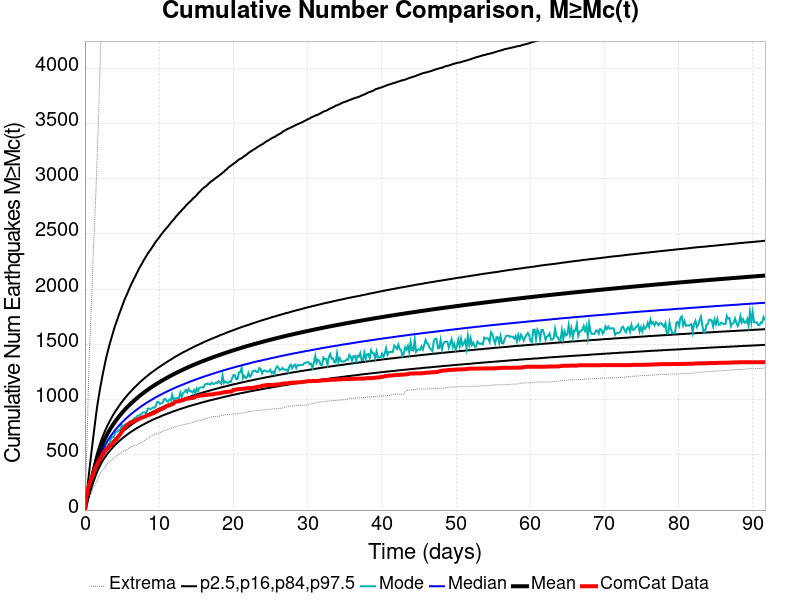 Cumulative Number Comparison, M≥Mc(t)
Cumulative Num Earthquakes M≥Mc(t)
4000
3500
3000
2500
2000
1500
1000
500
0
0 10 20 30 40 50 60 70 80 90
Time (days)
Extrema p2.5,p16,p84,p97.5 Mode Median Mean ComCat Data